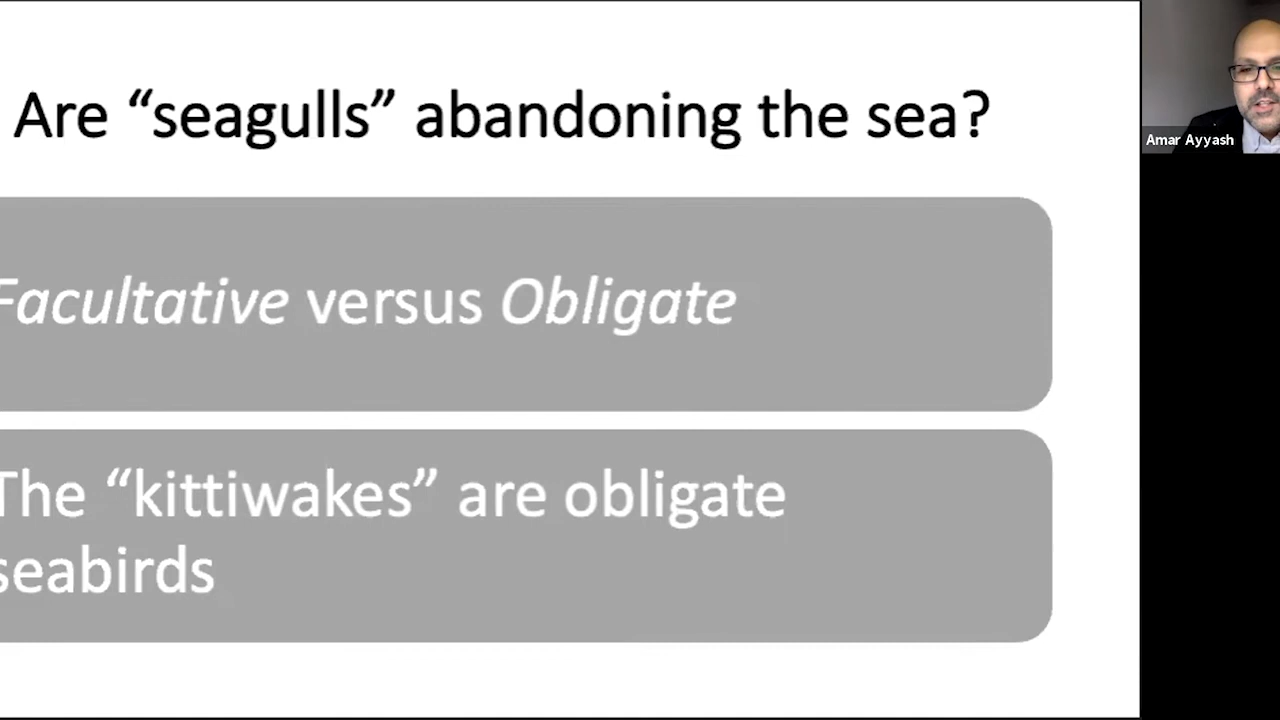 Are “seagulls” abandoning the sea?
Amar Ayyash
Facultative versus Obligate
The “kittiwakes” are obligate
seabirds